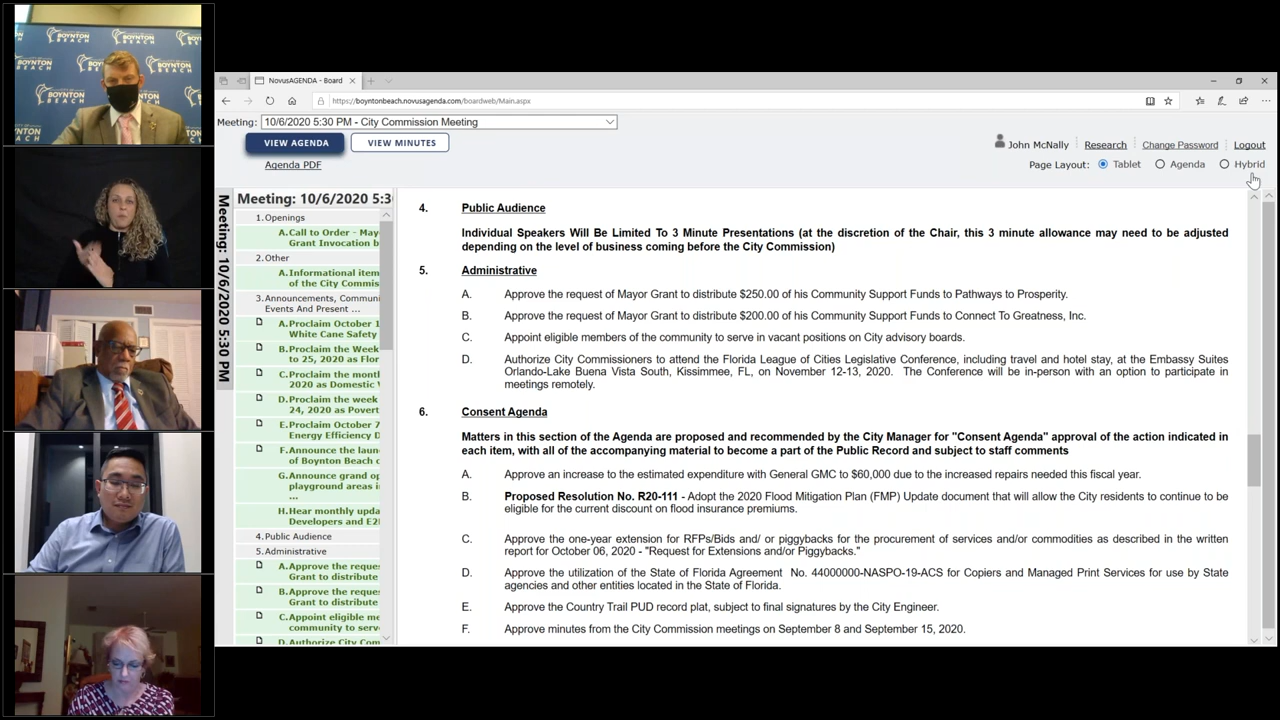 BOYNTON
BEACH
NovusAGENDA - Board
https://boyntonbeach.novusagenda.com/boardweb/Main.aspx
Meeting: 10/6/2020 5:30 PM - City Commission Meeting
VIEW AGENDA VIEW MINUTES
Agenda PDF
John McNally Research Change Password Logout
Page Layout: Tablet Agenda Hybrid
Meeting: 10/6/2020 5:30 PM
Meeting: 10/6/2020 5:3
1.Openings
A.Call to Order - Mayo
Grant Invocation b
2.Other
A.Informational item
of the City Commis
3.Announcements, Communi
Events And Present ...
A.Proclaim October 1
White Cane Safety
B.Proclaim the Week
to 25, 2020 as Flor
C.Proclaim the month
2020 as Domestic V
D.Proclaim the week
24, 2020 as Povert
E.Proclaim October 7
Energy Efficiency D
F.Announce the laun
of Boynton Beach c
G.Announce grand op
playground areas i
...
H.Hear monthly upda
Developers and E2
4.Public Audience
5.Administrative
A.Approve the reque
Grant to distribute
B.Approve the reque
Grant to distribute
C.Appoint eligible me
community to serv
D.Authorize City Com
4. Public Audience
Individual Speakers Will Be Limited To 3 Minute Presentations (at the discretion of the Chair, this 3 minute allowance may need to be adjusted
depending on the level of business coming before the City Commission)
5. Administrative
A. Approve the request of Mayor Grant to distribute $250.00 of his Community Support Funds to Pathways to Prosperity.
B. Approve the request of Mayor Grant to distribute $200.00 of his Community Support Funds to Connect To Greatness, Inc.
C. Appoint eligible members of the community to serve in vacant positions on City advisory boards.
D. Authorize City Commissioners to attend the Florida League of Cities Legislative Conference, including travel and hotel stay, at the Embassy Suites
Orlando-Lake Buena Vista South, Kissimmee, FL, on November 12-13, 2020. The Conference will be in-person with an option to participate in
meetings remotely.
6. Consent Agenda
Matters in this section of the Agenda are proposed and recommended by the City Manager for "Consent Agenda" approval of the action indicated in
each item, with all of the accompanying material to become a part of the Public Record and subject to staff comments
A. Approve an increase to the estimated expenditure with General GMC to $60,000 due to the increased repairs needed this fiscal year.
B. Proposed Resolution No. R20-111 - Adopt the 2020 Flood Mitigation Plan (FMP) Update document that will allow the City residents to continue to be
eligible for the current discount on flood insurance premiums.
C. Approve the one-year extension for RFPs/Bids and/ or piggybacks for the procurement of services and/or commodities as described in the written
report for October 06, 2020 - "Request for Extensions and/or Piggybacks."
D. Approve the utilization of the State of Florida Agreement No. 44000000-NASPO-19-ACS for Copiers and Managed Print Services for use by State
agencies and other entities located in the State of Florida.
E. Approve the Country Trail PUD record plat, subject to final signatures by the City Engineer.
F. Approve minutes from the City Commission meetings on September 8 and September 15, 2020.